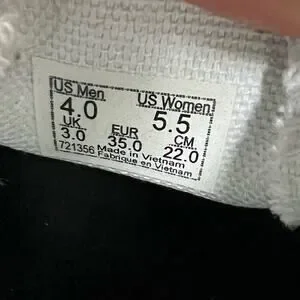 US Men US Women
4.0 5.5
UK EUR CM
3.0 35.0 22.0
721356 Made in Vietnam
Fabriqué en Vietnam